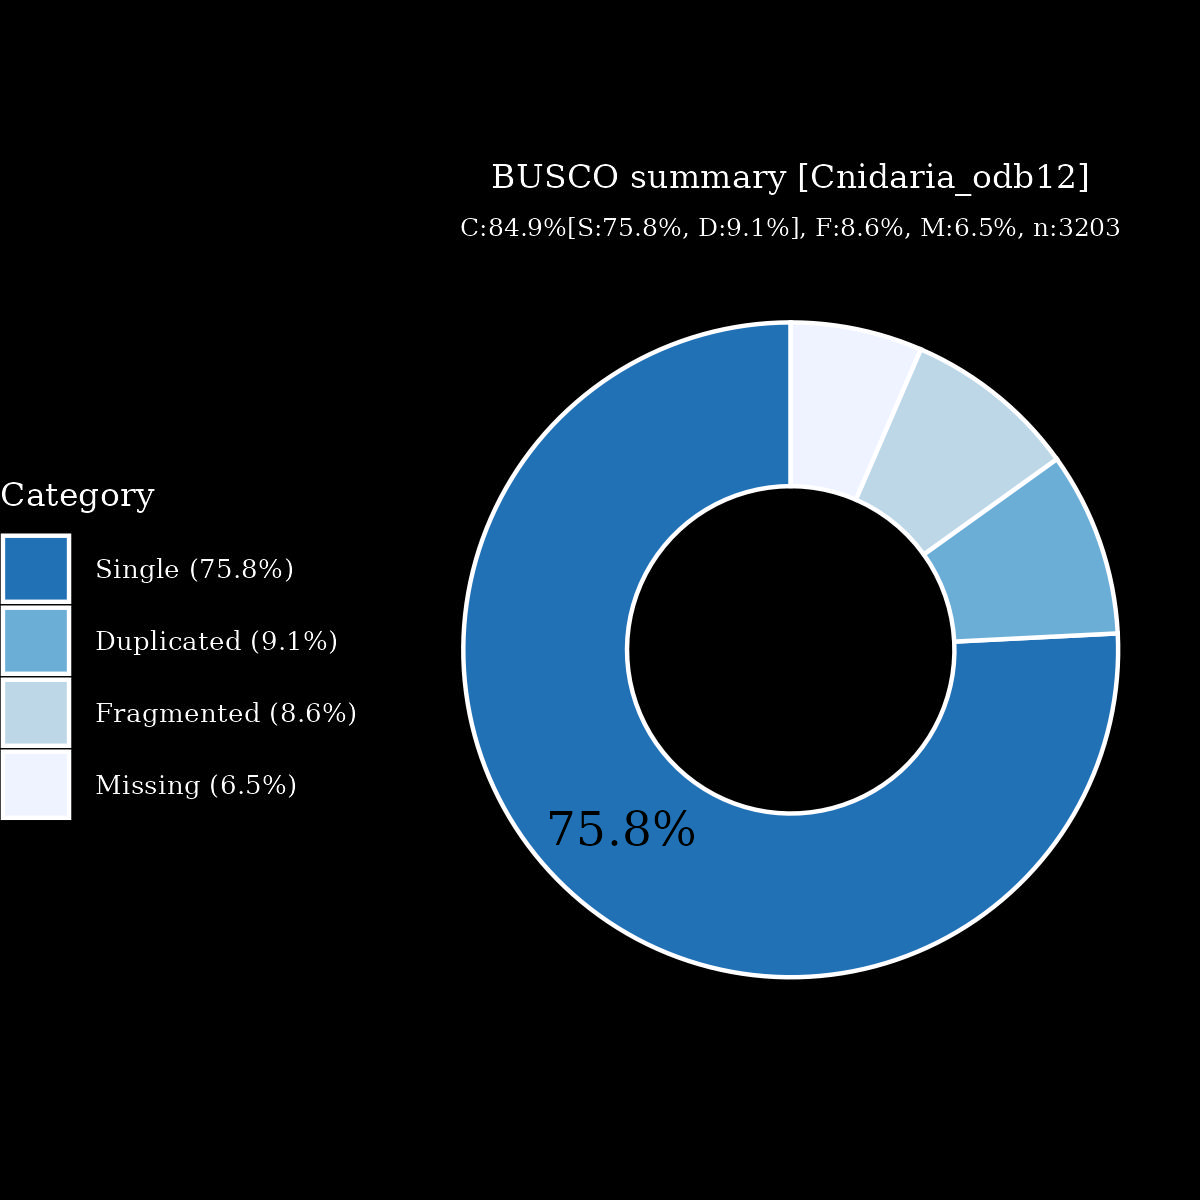 BUSCO summary [Cnidaria_odb12]
C:84.9%[S:75.8%, D:9.1%], F:8.6%, M:6.5%, n:3203
Category
Single (75.8%)
Duplicated (9.1%)
Fragmented (8.6%)
Missing (6.5%)
75.8%